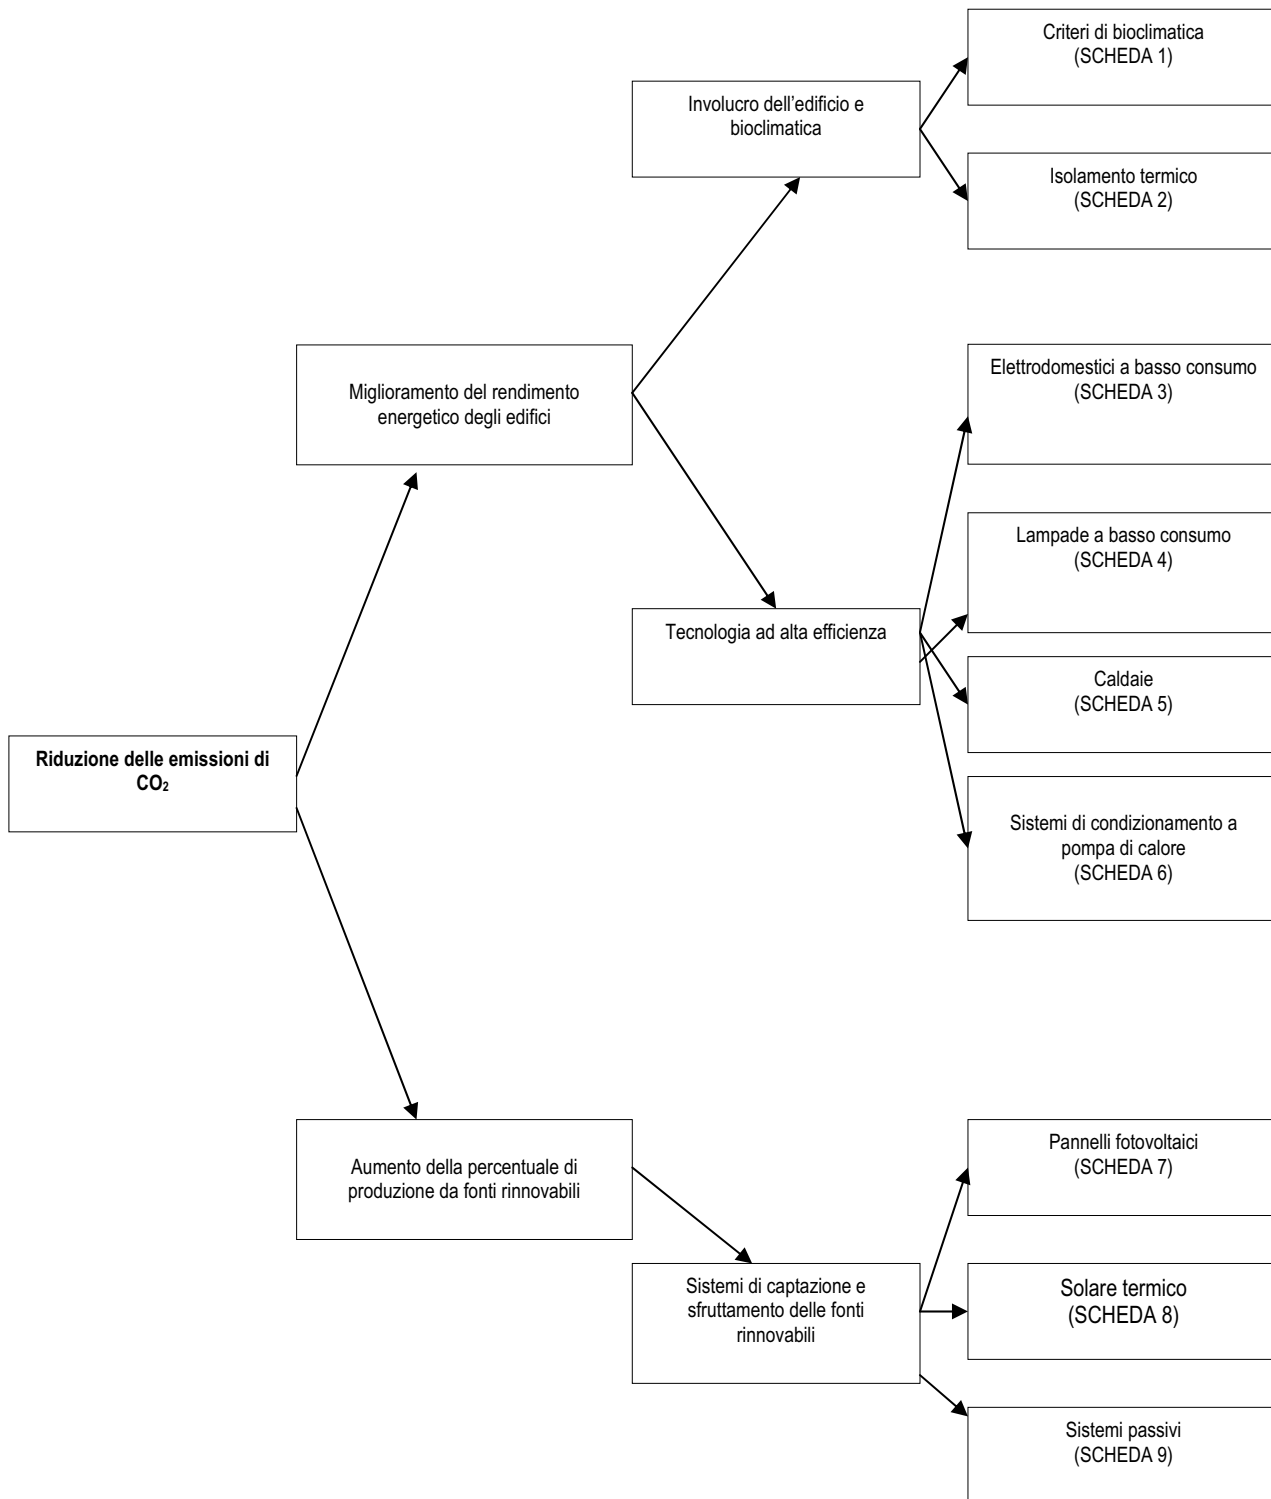 Criteri di bioclimatica
(SCHEDA 1)
Involucro dell’edificio e
bioclimatica
Isolamento termico
(SCHEDA 2)
Miglioramento del rendimento
energetico degli edifici
Elettrodomestici a basso consumo
(SCHEDA 3)
Lampade a basso consumo
(SCHEDA 4)
Tecnologia ad alta efficienza
Caldaie
(SCHEDA 5)
Riduzione delle emissioni di
CO₂
Sistemi di condizionamento a
pompa di calore
(SCHEDA 6)
Aumento della percentuale di
produzione da fonti rinnovabili
Pannelli fotovoltaici
(SCHEDA 7)
Sistemi di captazione e
sfruttamento delle fonti
rinnovabili
Solare termico
(SCHEDA 8)
Sistemi passivi
(SCHEDA 9)